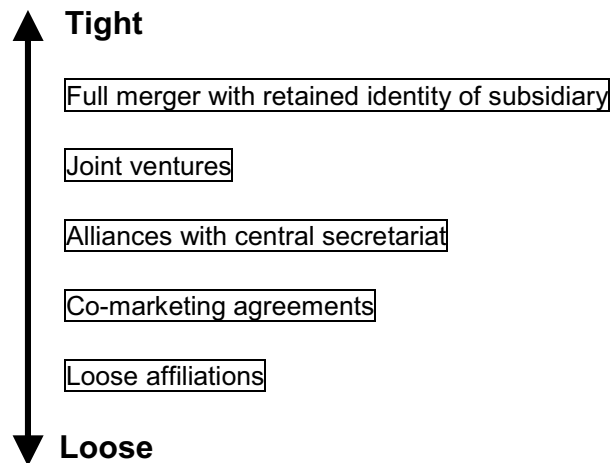 Tight
Full merger with retained identity of subsidiary
Joint ventures
Alliances with central secretariat
Co-marketing agreements
Loose affiliations
Loose